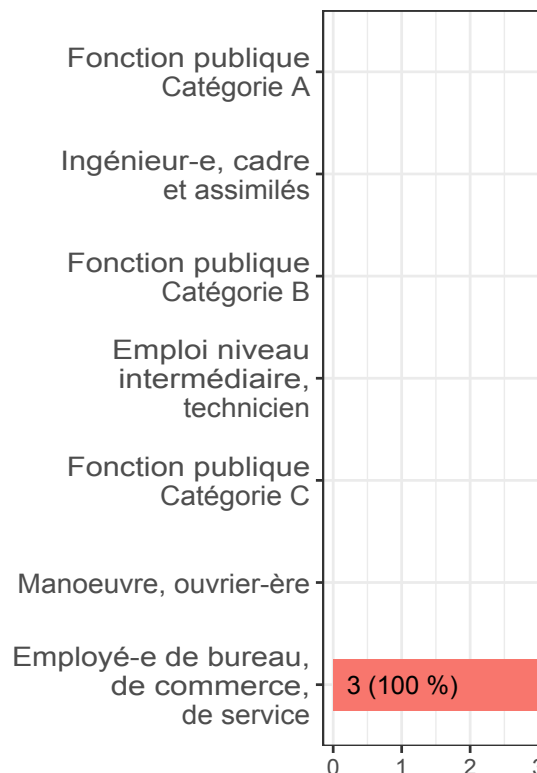 Fonction publique
Catégorie A
Ingénieur-e, cadre
et assimilés
Fonction publique
Catégorie B
Emploi niveau
intermédiaire,
technicien
Fonction publique
Catégorie C
Manoeuvre, ouvrier-ère
Employé-e de bureau,
de commerce,
de service
3 (100 %)
0 1 2 3